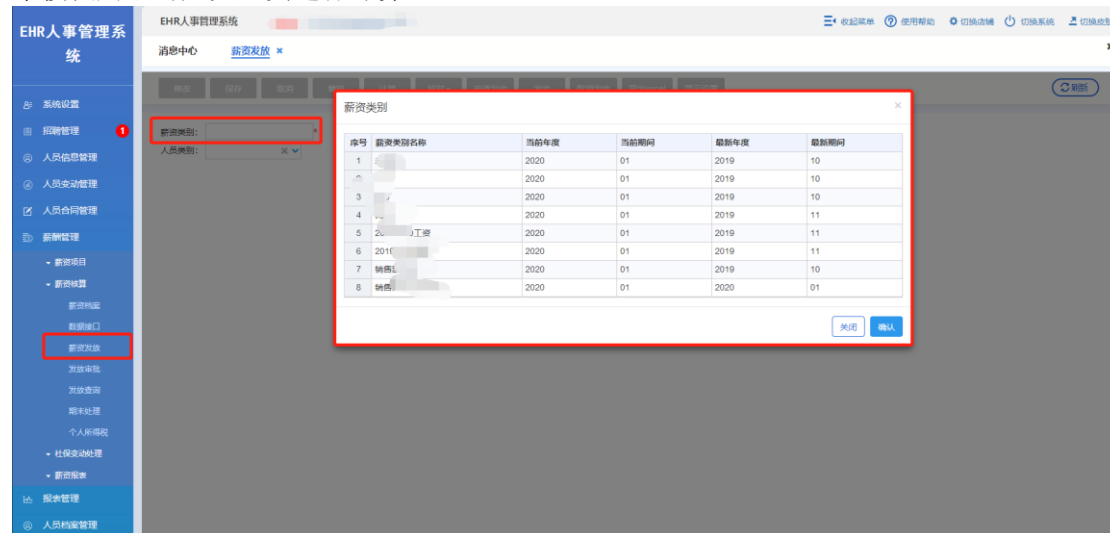 EHR人事管理系统
EHR人事管理系统
收起菜单 使用帮助 切换店铺 切换系统 切换皮肤
消息中心 薪资发放 ×
修改 保存 取消
刷新
系统设置
招聘管理 1
人员信息管理
人员变动管理
人员合同管理
薪酬管理
薪资项目
薪资核算
薪资档案
数据接口
薪资发放
发放审批
发放查询
期末处理
个人所得税
社保变动处理
薪资报表
报表管理
人员档案管理
薪资类别: *
人员类别:
薪资类别 ×
序号 薪资类别名称 当前年度 当前期间 最新年度 最新期间
1 2020 01 2019 10
2020 01 2019 10
3 2020 01 2019 10
4 2020 01 2019 11
5 工资 2020 01 2019 11
6 201 2020 01 2019 11
7 销售 2020 01 2019 10
8 销售 2020 01 2020 01
关闭 确认